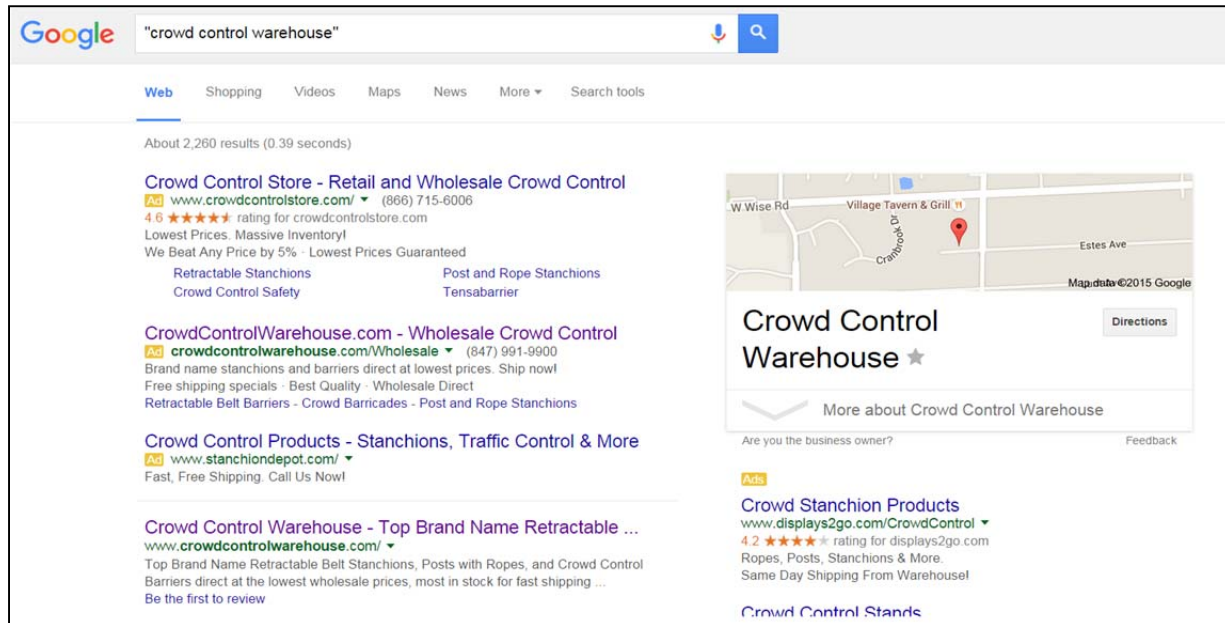 Google
"crowd control warehouse"
Web Shopping Videos Maps News More Search tools
About 2,260 results (0.39 seconds)
Crowd Control Store - Retail and Wholesale Crowd Control
Ad www.crowdcontrolstore.com/ (866) 715-6006
4.6 ★★★★★ rating for crowdcontrolstore.com
Lowest Prices. Massive Inventory!
We Beat Any Price by 5% · Lowest Prices Guaranteed
Retractable Stanchions Post and Rope Stanchions
Crowd Control Safety Tensabarrier
CrowdControlWarehouse.com - Wholesale Crowd Control
Ad crowdcontrolwarehouse.com/Wholesale (847) 991-9900
Brand name stanchions and barriers direct at lowest prices. Ship now!
Free shipping specials · Best Quality · Wholesale Direct
Retractable Belt Barriers - Crowd Barricades - Post and Rope Stanchions
Crowd Control Products - Stanchions, Traffic Control & More
Ad www.stanchiondepot.com/
Fast, Free Shipping. Call Us Now!
Crowd Control Warehouse - Top Brand Name Retractable ...
www.crowdcontrolwarehouse.com/
Top Brand Name Retractable Belt Stanchions, Posts with Ropes, and Crowd Control
Barriers direct at the lowest wholesale prices, most in stock for fast shipping ...
Be the first to review
W Wise Rd
Village Tavern & Grill
Cranbrook Dr
Estes Ave
Map data ©2015 Google
Crowd Control
Warehouse
Directions
More about Crowd Control Warehouse
Are you the business owner? Feedback
Ads
Crowd Stanchion Products
www.displays2go.com/CrowdControl
4.2 ★★★★★ rating for displays2go.com
Ropes, Posts, Stanchions & More.
Same Day Shipping From Warehouse!
Crowd Control Stands